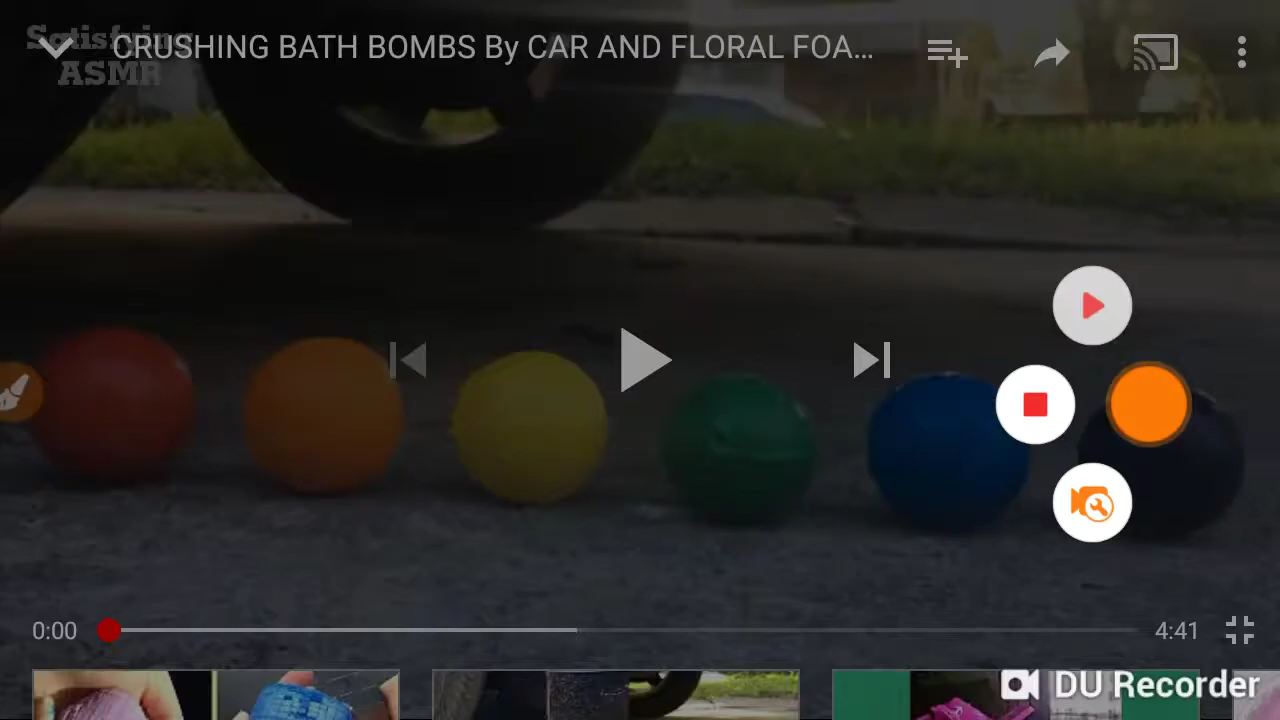 Satisfying
ASMR
CRUSHING BATH BOMBS By CAR AND FLORAL FOA...
0:00
4:41
DU Recorder